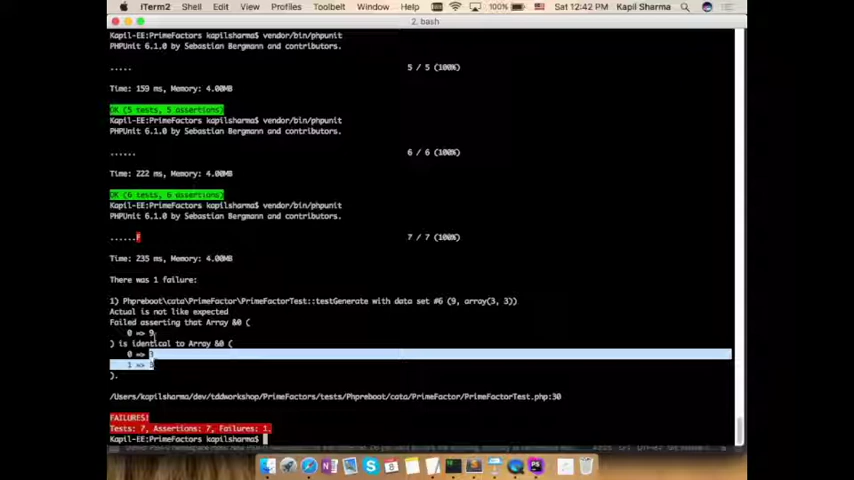 iTerm2 Shell Edit View Profiles Toolbelt Window Help 100% Sat 12:42 PM Kapil Sharma
2. bash
Kapil-EE:PrimeFactors kapilsharma$ vendor/bin/phpunit
PHPUnit 6.1.0 by Sebastian Bergmann and contributors.
..... 5 / 5 (100%)
Time: 159 ms, Memory: 4.00MB
OK (5 tests, 5 assertions)
Kapil-EE:PrimeFactors kapilsharma$ vendor/bin/phpunit
PHPUnit 6.1.0 by Sebastian Bergmann and contributors.
...... 6 / 6 (100%)
Time: 222 ms, Memory: 4.00MB
OK (6 tests, 6 assertions)
Kapil-EE:PrimeFactors kapilsharma$ vendor/bin/phpunit
PHPUnit 6.1.0 by Sebastian Bergmann and contributors.
......F 7 / 7 (100%)
Time: 235 ms, Memory: 4.00MB
There was 1 failure:
1) Phpreboot\cata\PrimeFactor\PrimeFactorTest::testGenerate with data set #6 (9, array(3, 3))
Actual is not like expected
Failed asserting that Array &0 (
0 => 9
) is identical to Array &0 (
0 => 3
1 => 3
).
/Users/kapilsharma/dev/tddworkshop/PrimeFactors/tests/Phpreboot/cata/PrimeFactor/PrimeFactorTest.php:30
FAILURES!
Tests: 7, Assertions: 7, Failures: 1.
Kapil-EE:PrimeFactors kapilsharma$